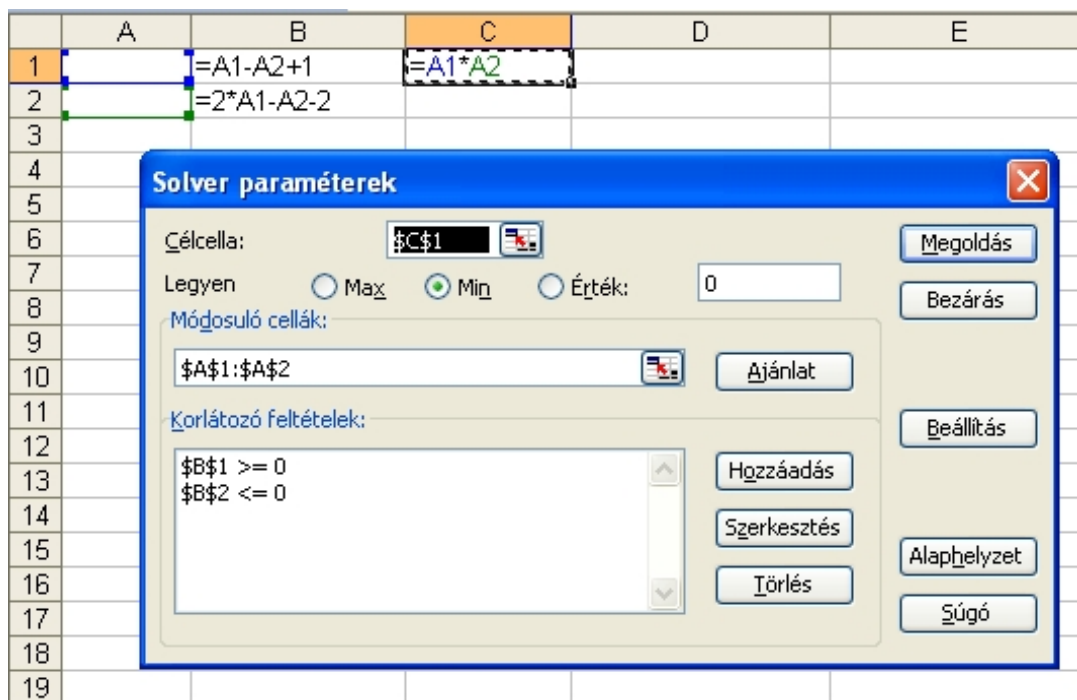 A B C D E
1 =A1-A2+1 =A1*A2
2 =2*A1-A2-2
3
4
5
6
7
8
9
10
11
12
13
14
15
16
17
18
19
Solver paraméterek
Célcella: $C$1 Megoldás
Legyen Max Min Érték: 0
Bezárás
Módosuló cellák:
$A$1:$A$2 Ajánlat
Korlátozó feltételek:
Beállítás
$B$1 >= 0 Hozzáadás
$B$2 <= 0
Szerkesztés
Alaphelyzet
Törlés
Súgó